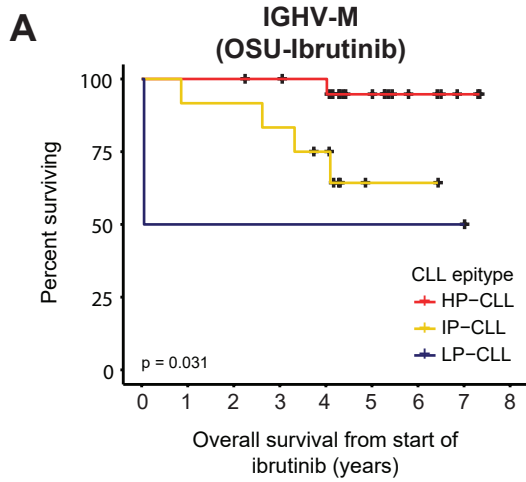 A
IGHV-M
(OSU-Ibrutinib)
100
75
50
25
0
Percent surviving
CLL epitype
HP−CLL
IP−CLL
LP−CLL
p = 0.031
0 1 2 3 4 5 6 7 8
Overall survival from start of
ibrutinib (years)